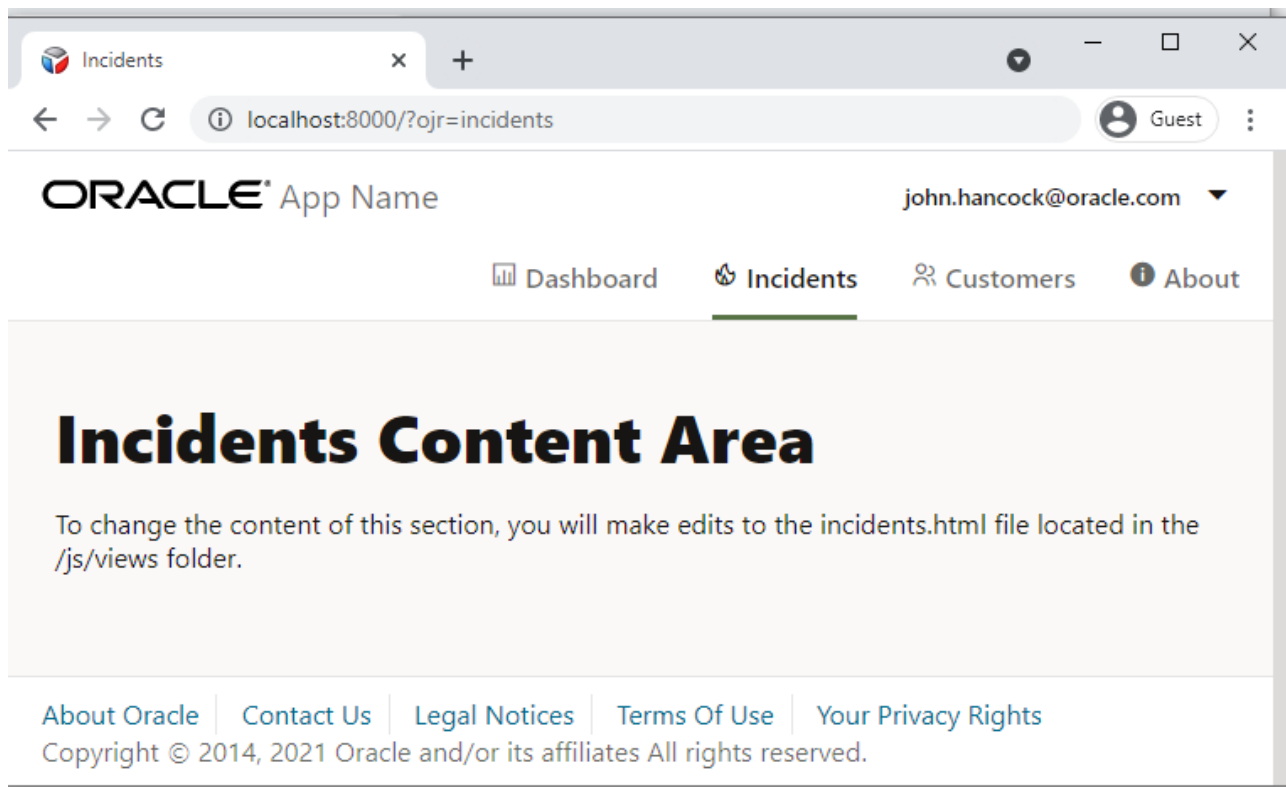 Incidents
localhost:8000/?ojr=incidents
Guest
ORACLE® App Name
john.hancock@oracle.com
Dashboard Incidents Customers About
Incidents Content Area
To change the content of this section, you will make edits to the incidents.html file located in the
/js/views folder.
About Oracle Contact Us Legal Notices Terms Of Use Your Privacy Rights
Copyright © 2014, 2021 Oracle and/or its affiliates All rights reserved.